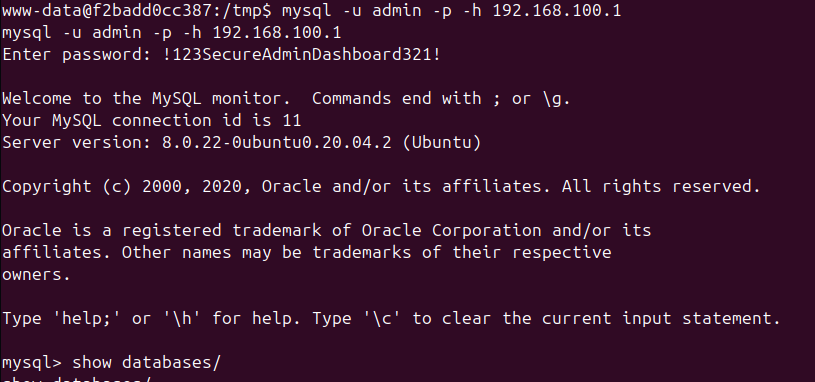 www-data@f2badd0cc387:/tmp$ mysql -u admin -p -h 192.168.100.1
mysql -u admin -p -h 192.168.100.1
Enter password: !123SecureAdminDashboard321!
Welcome to the MySQL monitor.  Commands end with ; or \g.
Your MySQL connection id is 11
Server version: 8.0.22-0ubuntu0.20.04.2 (Ubuntu)
Copyright (c) 2000, 2020, Oracle and/or its affiliates. All rights reserved.
Oracle is a registered trademark of Oracle Corporation and/or its
affiliates. Other names may be trademarks of their respective
owners.
Type 'help;' or '\h' for help. Type '\c' to clear the current input statement.
mysql> show databases/
show databases/